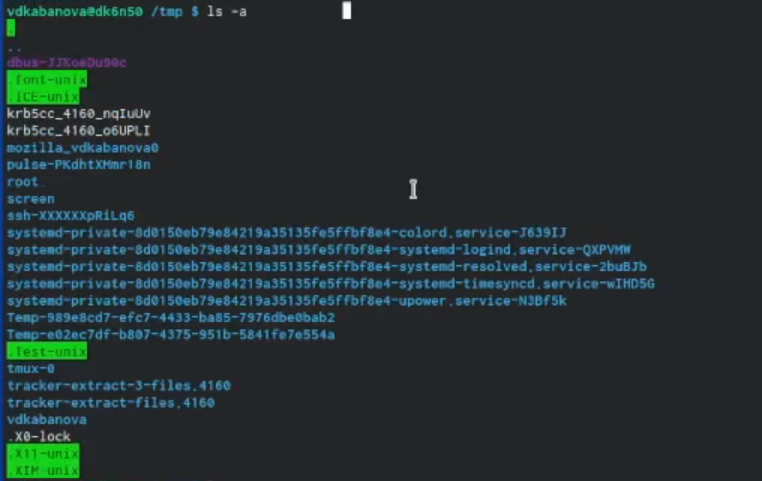 vdkabanova@dk6n50 /tmp $ ls -a
.
..
dbus-JJKoeDu90c
.font-unix
.ICE-unix
krb5cc_4160_nqIuUv
krb5cc_4160_o6UPLI
mozilla_vdkabanova0
pulse-PKdhtXMmr18n
root
screen
ssh-XXXXXXpRiLq6
systemd-private-8d0150eb79e84219a35135fe5ffbf8e4-colord.service-J639IJ
systemd-private-8d0150eb79e84219a35135fe5ffbf8e4-systemd-logind.service-QXPVMW
systemd-private-8d0150eb79e84219a35135fe5ffbf8e4-systemd-resolved.service-2buBJb
systemd-private-8d0150eb79e84219a35135fe5ffbf8e4-systemd-timesyncd.service-wIHD5G
systemd-private-8d0150eb79e84219a35135fe5ffbf8e4-upower.service-N3Bf5k
Temp-989e8cd7-efc7-4433-ba85-7976dbe0bab2
Temp-e02ec7df-b807-4375-951b-5841fe7e554a
.Test-unix
tmux-0
tracker-extract-3-files.4160
tracker-extract-files.4160
vdkabanova
.X0-lock
.X11-unix
.XIM-unix